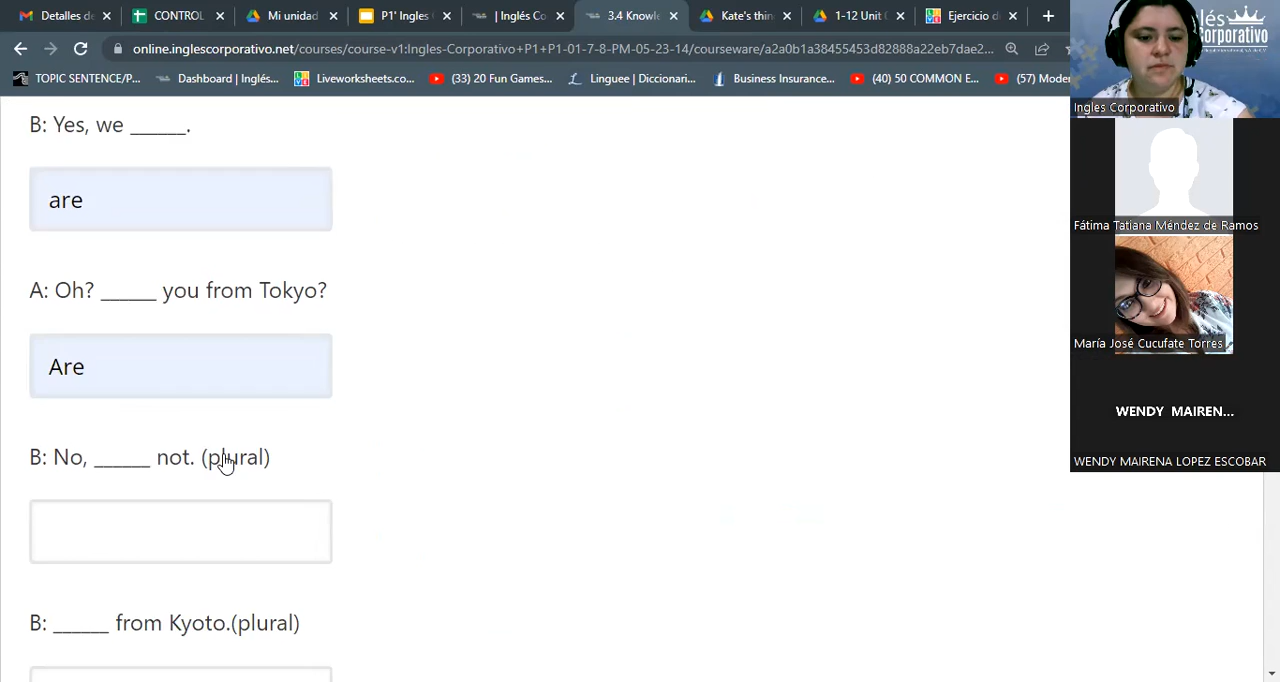 Detalles de
CONTROL
Mi unidad
P1' Ingles
| Inglés Co
3.4 Knowle
Kate's thin
1-12 Unit
Ejercicio d
online.inglescorporativo.net/courses/course-v1:Ingles-Corporativo+P1+P1-01-7-8-PM-05-23-14/courseware/a2a0b1a38455453d82888a22eb7dae2...
TOPIC SENTENCE/P...
Dashboard | Inglés...
Liveworksheets.co...
(33) 20 Fun Games...
Linguee | Diccionari...
Business Insurance...
(40) 50 COMMON E...
(57) Moder
B: Yes, we ______.
are
A: Oh? ______ you from Tokyo?
Are
B: No, ______ not. (plural)
B: ______ from Kyoto.(plural)
glés
Corporativo
Ingles Corporativo
Fátima Tatiana Méndez de Ramos
María José Cucufate Torres
WENDY MAIREN...
WENDY MAIRENA LOPEZ ESCOBAR